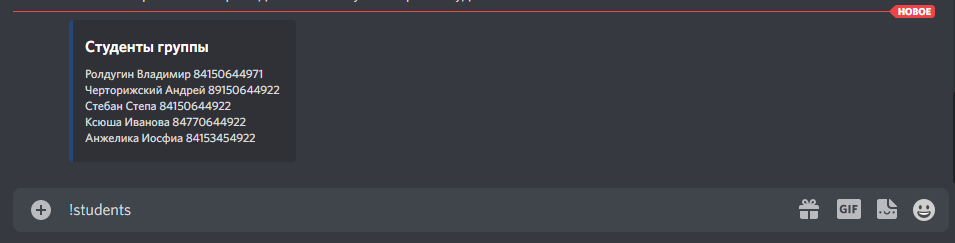 НОВОЕ
Студенты группы
Ролдугин Владимир 84150644971
Черторижский Андрей 89150644922
Стебан Степа 84150644922
Ксюша Иванова 84770644922
Анжелика Иосфиа 84153454922
!students
GIF